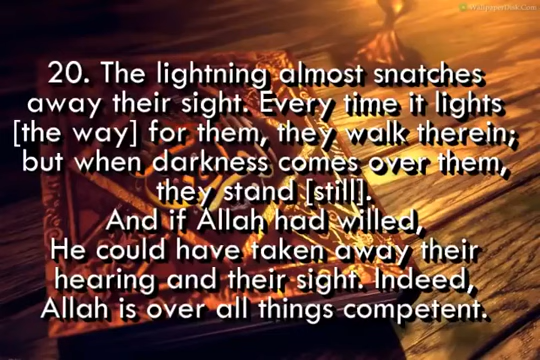 WallpaperDisk.Com
20. The lightning almost snatches
away their sight. Every time it lights
[the way] for them, they walk therein;
but when darkness comes over them,
they stand [still].
And if Allah had willed,
He could have taken away their
hearing and their sight. Indeed,
Allah is over all things competent.